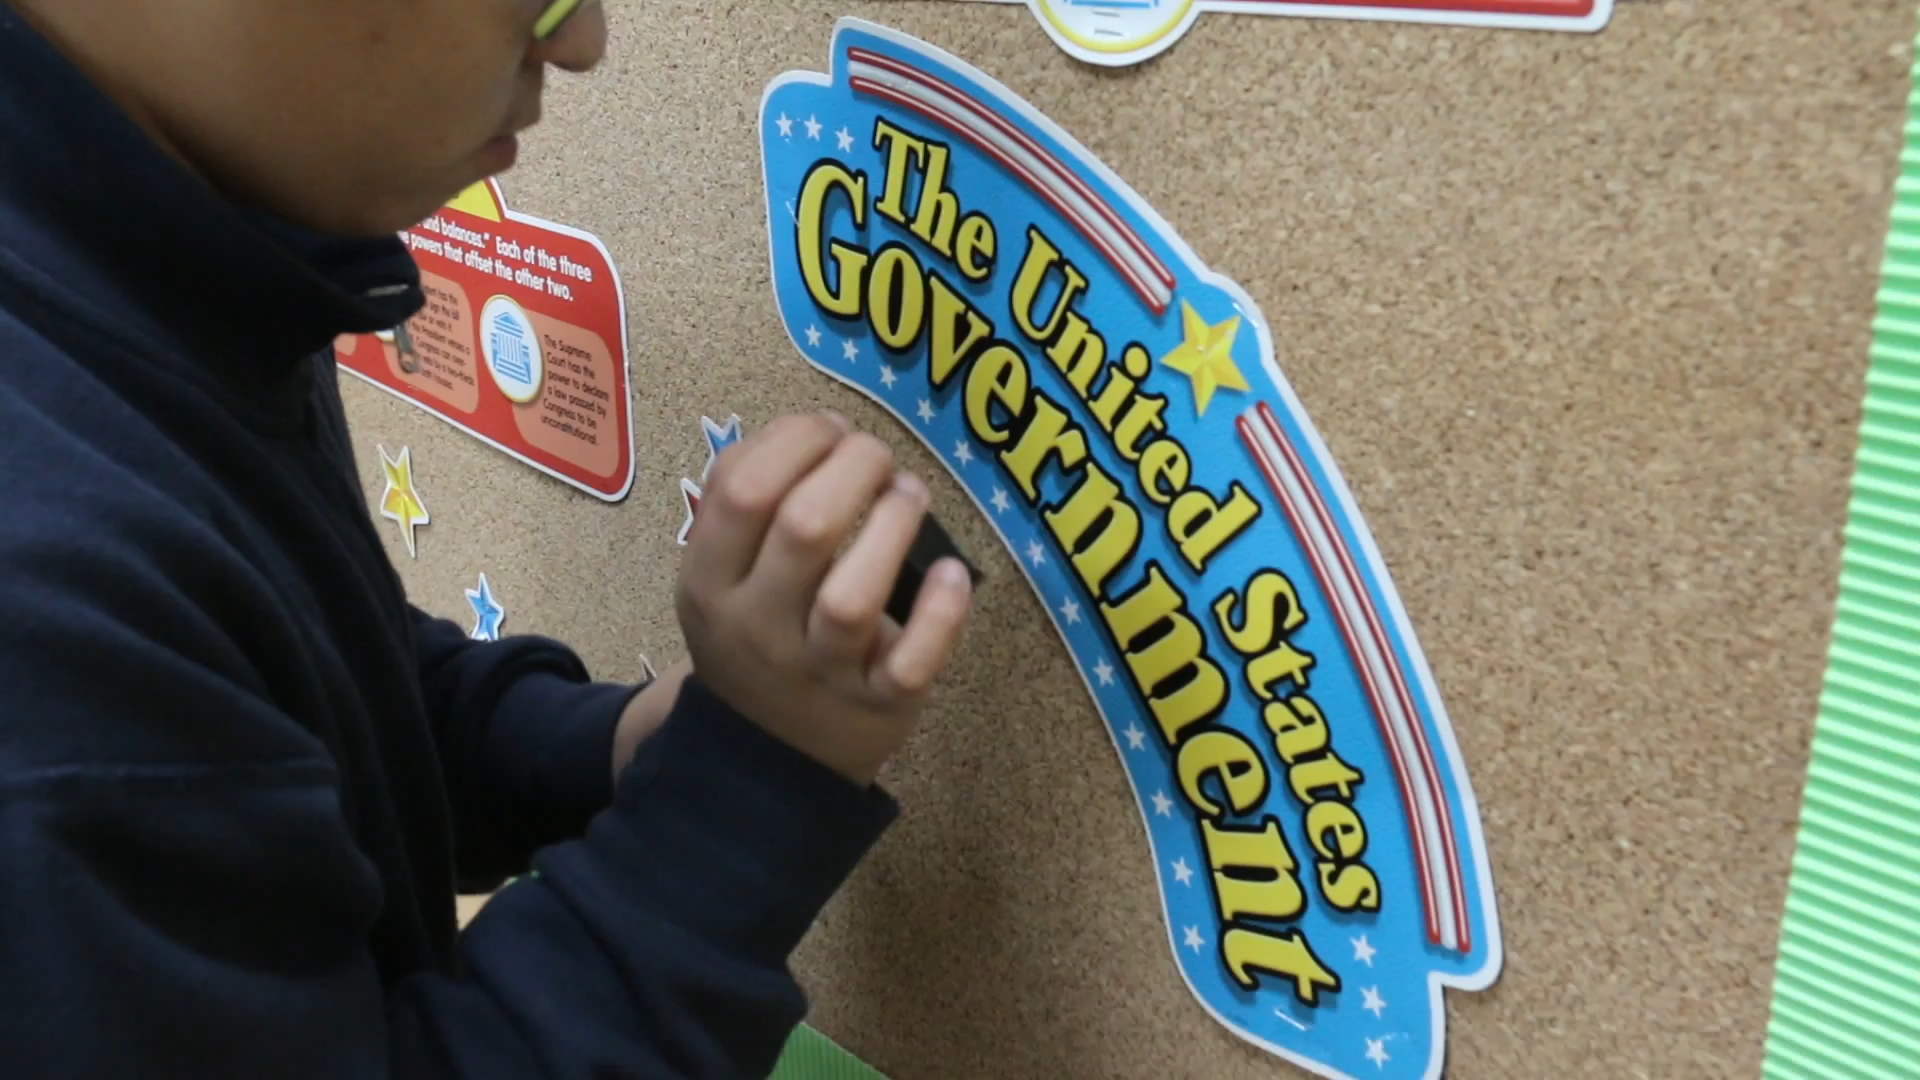 The United States
Government
and balances." Each of the three
powers that offset the other two.
The Supreme
Court has the
power to declare
a law passed by
Congress to be
unconstitutional.